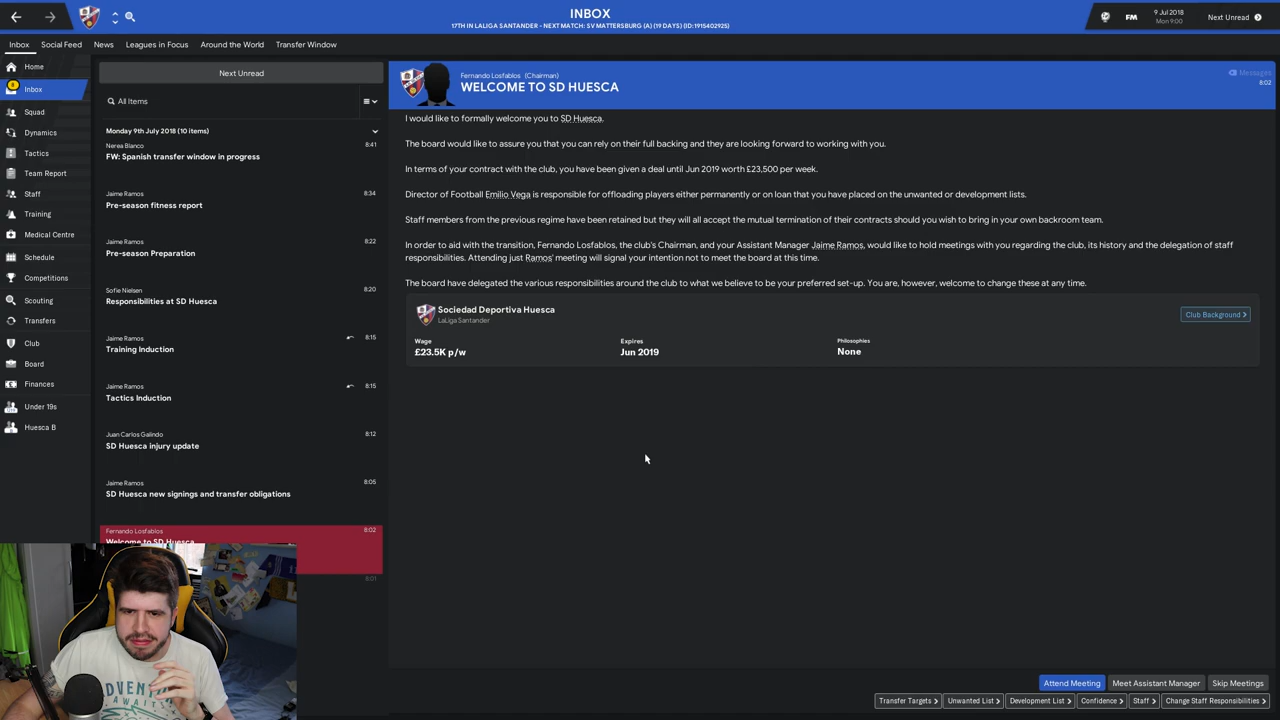 INBOX
17TH IN LALIGA SANTANDER - NEXT MATCH: SV MATTERSBURG (A) (19 DAYS) (ID:1915402925)
FM
9 Jul 2018
Mon 9:00
Next Unread
Inbox
Social Feed
News
Leagues in Focus
Around the World
Transfer Window
Home
Inbox
Squad
Dynamics
Tactics
Team Report
Staff
Training
Medical Centre
Schedule
Competitions
Scouting
Transfers
Club
Board
Finances
Under 19s
Huesca B
Next Unread
All Items
Monday 9th July 2018 (10 items)
Nerea Blanco 8:41
FW: Spanish transfer window in progress
Jaime Ramos 8:34
Pre-season fitness report
Jaime Ramos 8:22
Pre-season Preparation
Sofie Nielsen 8:20
Responsibilities at SD Huesca
Jaime Ramos 8:15
Training Induction
Jaime Ramos 8:15
Tactics Induction
Juan Carlos Galindo 8:12
SD Huesca injury update
Jaime Ramos 8:05
SD Huesca new signings and transfer obligations
Fernando Losfablos 8:02
Welcome to SD Huesca
8:01
Fernando Losfablos (Chairman)
WELCOME TO SD HUESCA
Messages
8:02
I would like to formally welcome you to SD Huesca.
The board would like to assure you that you can rely on their full backing and they are looking forward to working with you.
In terms of your contract with the club, you have been given a deal until Jun 2019 worth £23,500 per week.
Director of Football Emilio Vega is responsible for offloading players either permanently or on loan that you have placed on the unwanted or development lists.
Staff members from the previous regime have been retained but they will all accept the mutual termination of their contracts should you wish to bring in your own backroom team.
In order to aid with the transition, Fernando Losfablos, the club's Chairman, and your Assistant Manager Jaime Ramos, would like to hold meetings with you regarding the club, its history and the delegation of staff
responsibilities. Attending just Ramos' meeting will signal your intention not to meet the board at this time.
The board have delegated the various responsibilities around the club to what we believe to be your preferred set-up. You are, however, welcome to change these at any time.
Sociedad Deportiva Huesca
LaLiga Santander
Club Background
Wage
£23.5K p/w
Expires
Jun 2019
Philosophies
None
Attend Meeting
Meet Assistant Manager
Skip Meetings
Transfer Targets
Unwanted List
Development List
Confidence
Staff
Change Staff Responsibilities